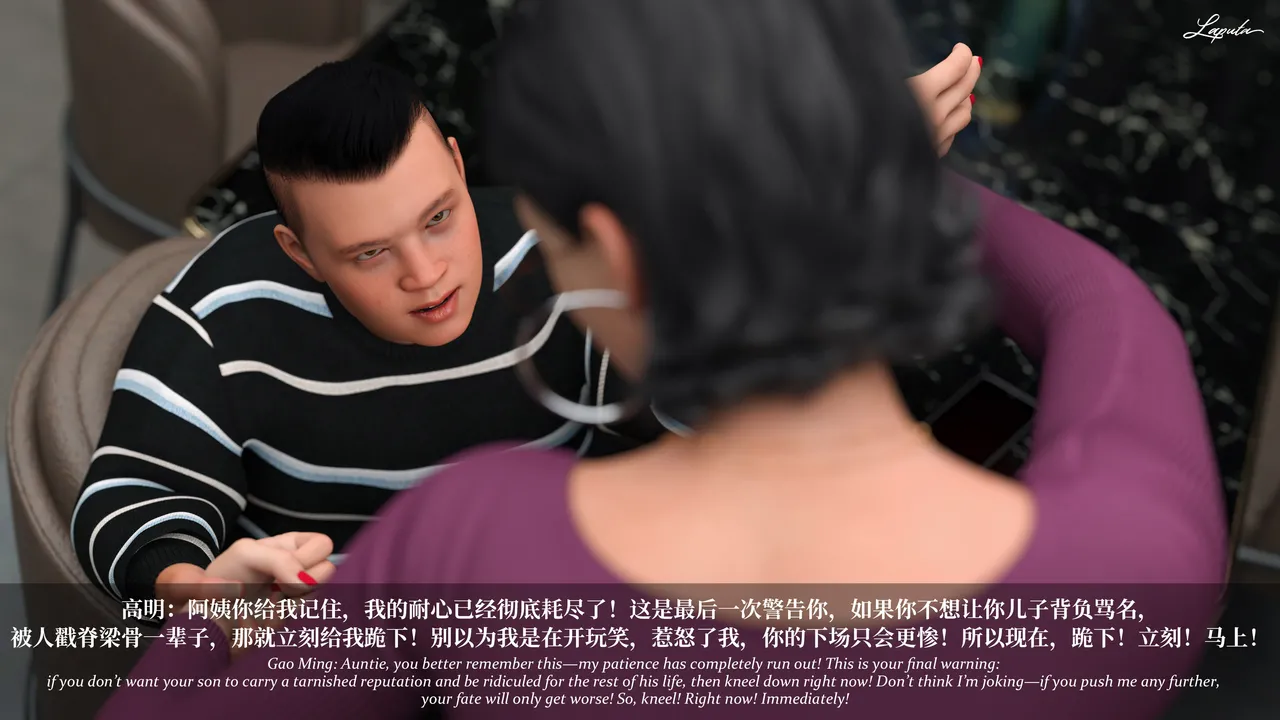 Laputa
高明：阿姨你给我记住，我的耐心已经彻底耗尽了！这是最后一次警告你，如果你不想让你儿子背负骂名，
被人戳脊梁骨一辈子，那就立刻给我跪下！别以为我是在开玩笑，惹怒了我，你的下场只会更惨！所以现在，跪下！立刻！马上！
Gao Ming: Auntie, you better remember this—my patience has completely run out! This is your final warning:
if you don’t want your son to carry a tarnished reputation and be ridiculed for the rest of his life, then kneel down right now! Don’t think I’m joking—if you push me any further,
your fate will only get worse! So, kneel! Right now! Immediately!